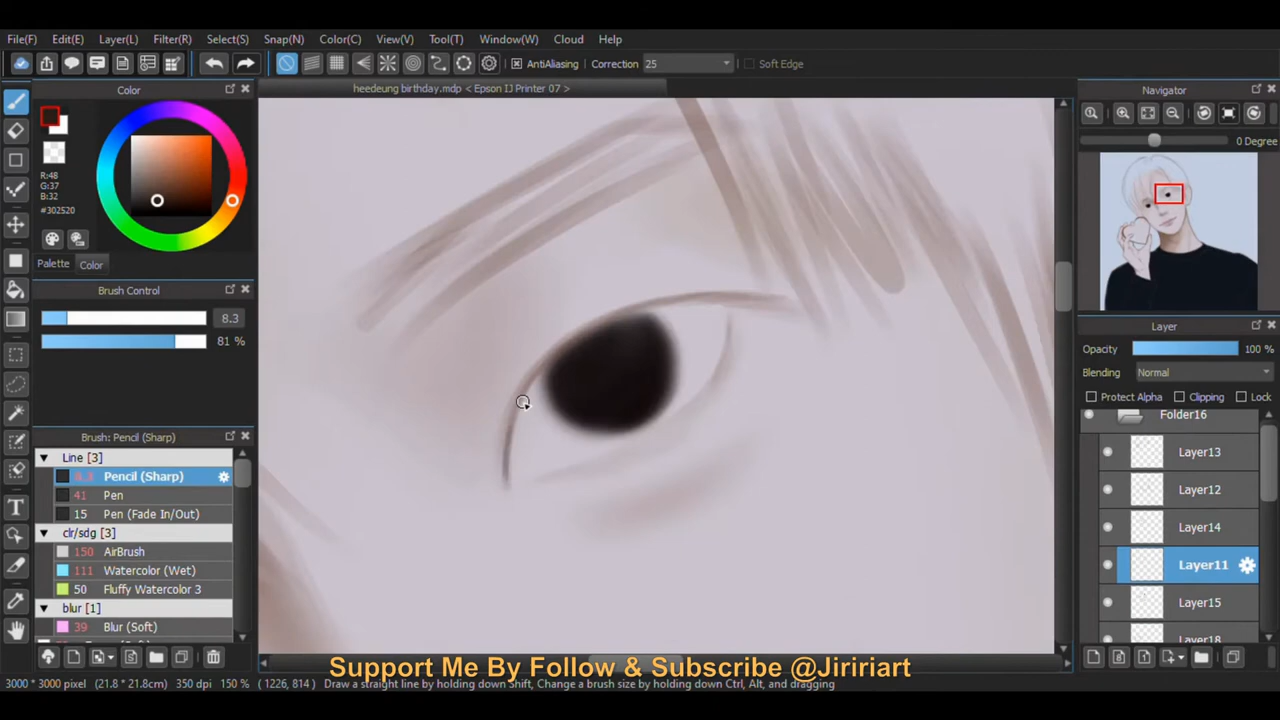 File(F) Edit(E) Layer(L) Filter(R) Select(S) Snap(N) Color(C) View(V) Tool(T) Window(W) Cloud Help
AntiAliasing Correction 25 Soft Edge
Color
heedeung birthday.mdp < Epson IJ Printer 07 >
Navigator
0 Degree
R:48
G:37
B:32
#302520
Palette Color
Brush Control
8.3
81 %
Brush: Pencil (Sharp)
Line [3]
8.3 Pencil (Sharp)
41 Pen
15 Pen (Fade In/Out)
clr/sdg [3]
150 AirBrush
111 Watercolor (Wet)
50 Fluffy Watercolor 3
blur [1]
39 Blur (Soft)
Layer
Opacity 100 %
Blending Normal
Protect Alpha Clipping Lock
Folder16
Layer13
Layer12
Layer14
Layer11
Layer15
Layer18
Support Me By Follow & Subscribe @Jiririart
3000 * 3000 pixel (21.8 * 21.8cm) 350 dpi 150 % ( 1226, 814 ) Draw a straight line by holding down Shift, Change a brush size by holding down Ctrl, Alt, and dragging